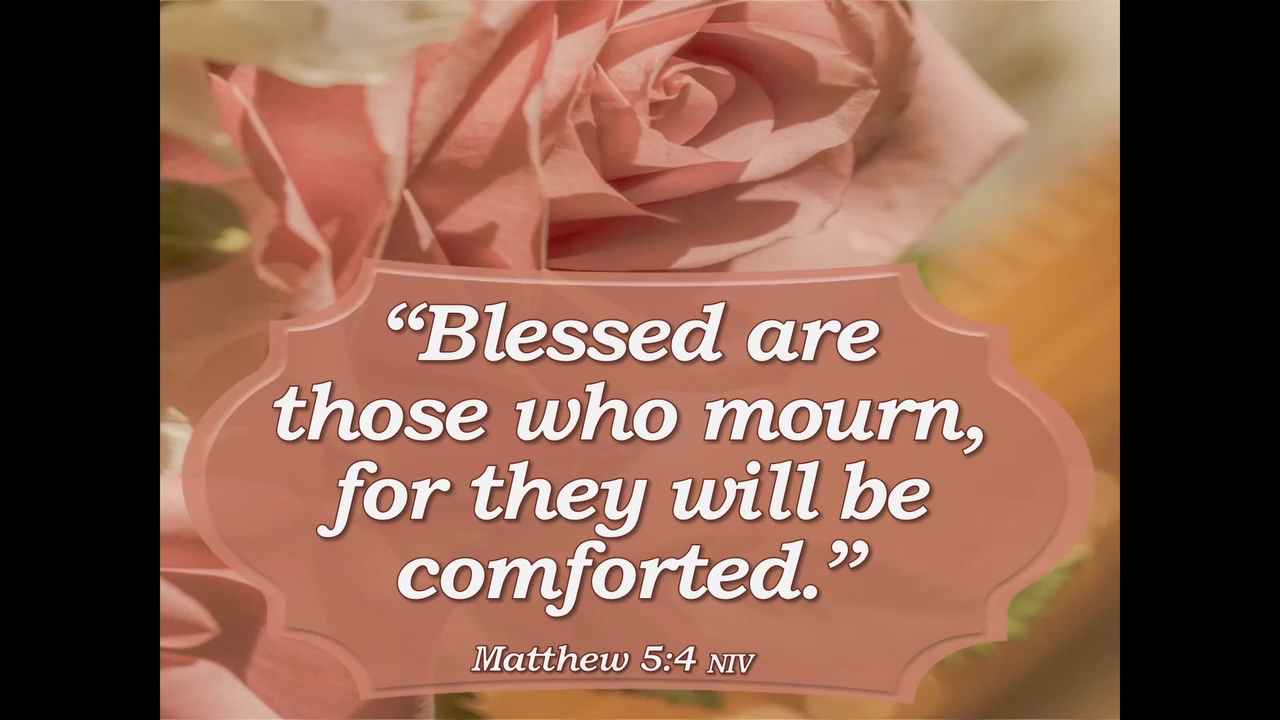 “Blessed are
those who mourn,
for they will be
comforted.”
Matthew 5:4 NIV